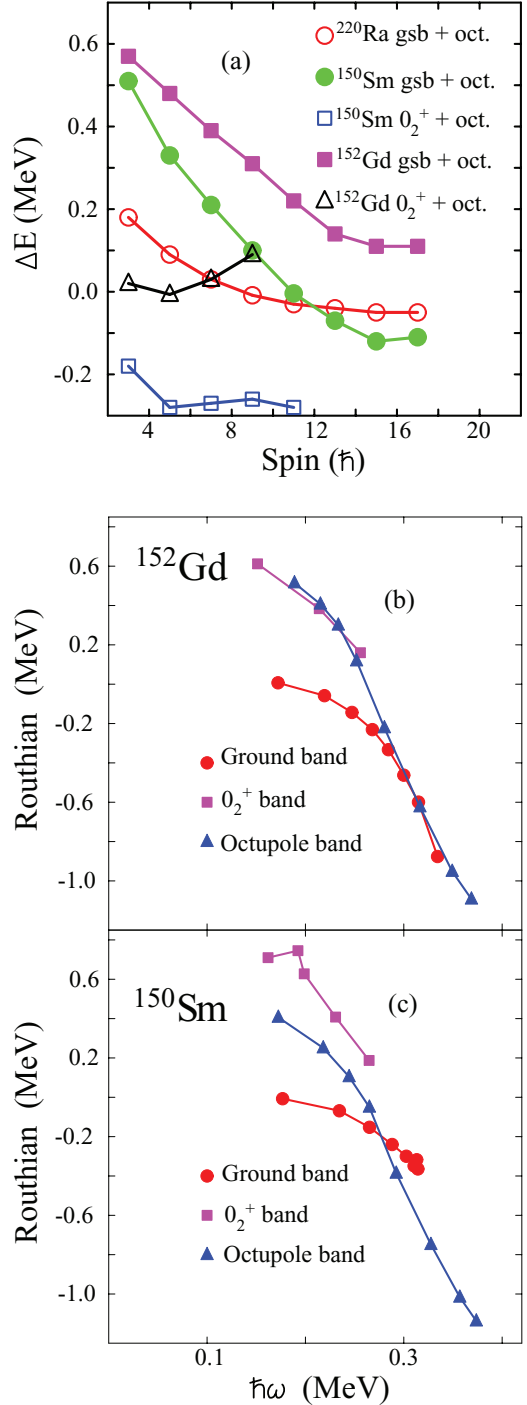 0.6
0.4
0.2
0.0
-0.2
ΔE (MeV)
(a)
²²⁰Ra gsb + oct.
¹⁵⁰Sm gsb + oct.
¹⁵⁰Sm 0₂⁺ + oct.
¹⁵²Gd gsb + oct.
¹⁵²Gd 0₂⁺ + oct.
4 8 12 16 20
Spin (ħ)
¹⁵²Gd
(b)
0.6
0.2
-0.2
-0.6
-1.0
Routhian (MeV)
Ground band
0₂⁺ band
Octupole band
¹⁵⁰Sm
(c)
0.6
0.2
-0.2
-0.6
-1.0
Routhian (MeV)
Ground band
0₂⁺ band
Octupole band
0.1 0.3
ħω (MeV)